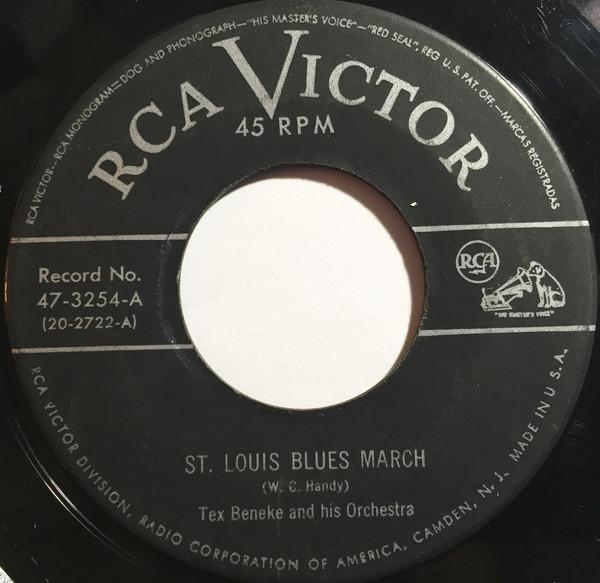 RCA VICTOR—RCA MONOGRAM—DOG AND PHONOGRAPH—"HIS MASTER'S VOICE"—"RED SEAL", REG U.S. PAT. OFF.—MARCAS REGISTRADAS
RCA VICTOR
45 RPM
Record No.
47-3254-A
(20-2722-A)
RCA
"HIS MASTER'S VOICE"
ST. LOUIS BLUES MARCH
(W. C. Handy)
Tex Beneke and his Orchestra
RCA VICTOR DIVISION, RADIO CORPORATION OF AMERICA, CAMDEN, N. J. MADE IN U.S.A.